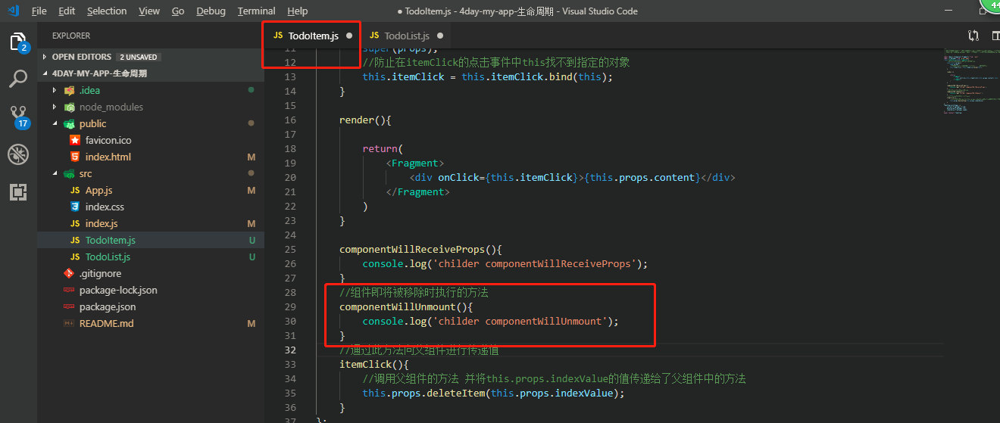 File Edit Selection View Go Debug Terminal Help
● TodoItem.js - 4day-my-app-生命周期 - Visual Studio Code
44
EXPLORER
OPEN EDITORS 2 UNSAVED
4DAY-MY-APP-生命周期
.idea
node_modules
public
favicon.ico
index.html M
src
JS App.js M
index.css
JS index.js M
JS TodoItem.js U
JS TodoList.js U
.gitignore
package-lock.json
package.json
README.md M
2
17
JS TodoItem.js ●
JS TodoList.js ●
11 super(props);
12 //防止在itemClick的点击事件中this找不到指定的对象
13 this.itemClick = this.itemClick.bind(this);
14 }
15
16 render(){
17
18 return(
19 <Fragment>
20 <div onClick={this.itemClick}>{this.props.content}</div>
21 </Fragment>
22 )
23 }
24
25 componentWillReceiveProps(){
26 console.log('childer componentWillReceiveProps');
27 }
28 //组件即将被移除时执行的方法
29 componentWillUnmount(){
30 console.log('childer componentWillUnmount');
31 }
32 //通过此方法向父组件进行传递值
33 itemClick(){
34 //调用父组件的方法 并将this.props.indexValue的值传递给了父组件中的方法
35 this.props.deleteItem(this.props.indexValue);
36 }
37 };